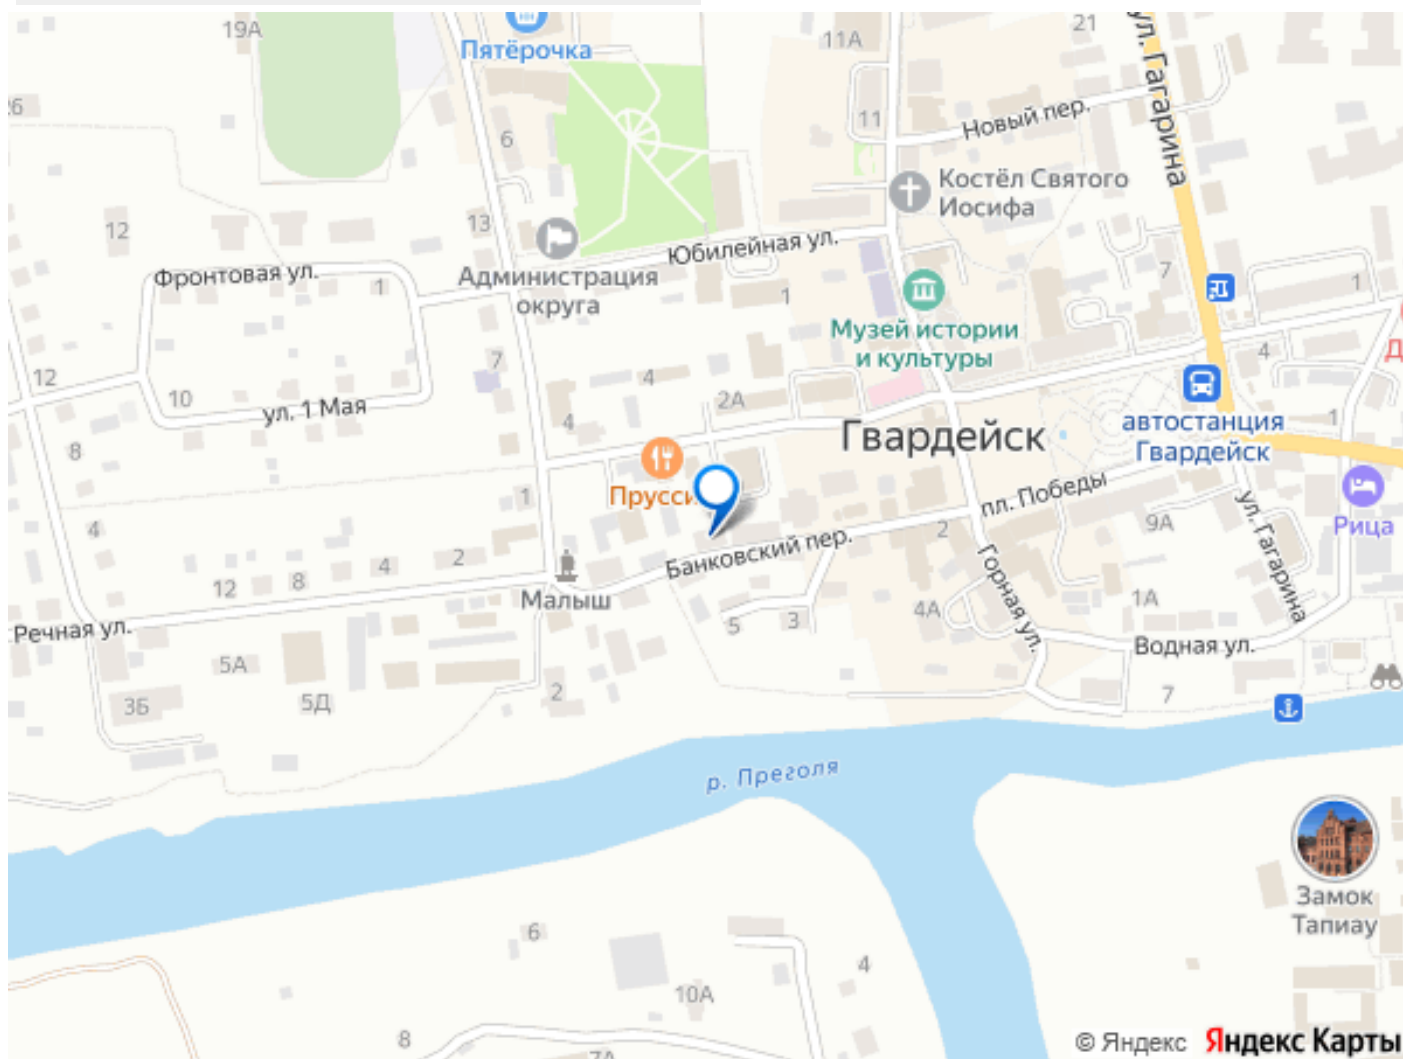 19А
Пятёрочка
11А
21
ул. Гагарина
26
6
11
Новый пер.
Костёл Святого
Иосифа
12
13
Юбилейная ул.
Фронтовая ул.
1
Администрация
округа
1
7
1
Музей истории
и культуры
4
Д
12
7
4
10
2А
ул. 1 Мая
4
1
8
Гвардейск
автостанция
Гвардейск
Прусси
1
пл. Победы
Рица
4
2
9А
ул. Гагарина
Банковский пер.
12
8
4
2
Малыш
Горная ул.
4А
1А
Речная ул.
5
3
Водная ул.
5А
3Б
5Д
2
7
р. Преголя
Замок
Тапиау
6
4
10А
8
7А
© Яндекс Яндекс Карты